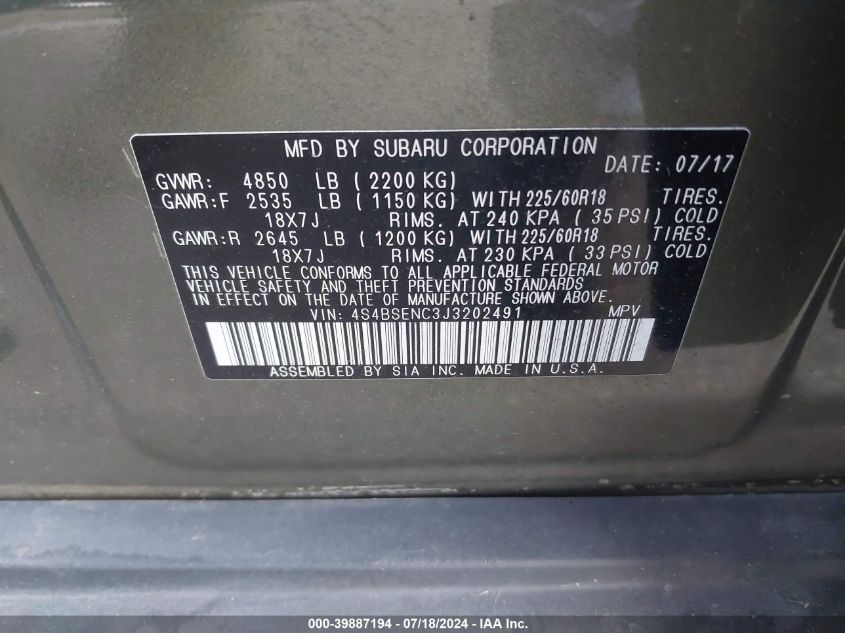 MFD BY SUBARU CORPORATION
DATE: 07/17
GVWR: 4850 LB (2200 KG)
GAWR:F 2535 LB (1150 KG) WITH 225/60R18 TIRES.
18X7J RIMS. AT 240 KPA (35 PSI) COLD
GAWR:R 2645 LB (1200 KG) WITH 225/60R18 TIRES.
18X7J RIMS. AT 230 KPA (33 PSI) COLD
THIS VEHICLE CONFORMS TO ALL APPLICABLE FEDERAL MOTOR
VEHICLE SAFETY AND THEFT PREVENTION STANDARDS
IN EFFECT ON THE DATE OF MANUFACTURE SHOWN ABOVE.
VIN: 4S4BSENC3J3202491 MPV
ASSEMBLED BY SIA INC. MADE IN U.S.A.
000-39887194 - 07/18/2024 - IAA Inc.